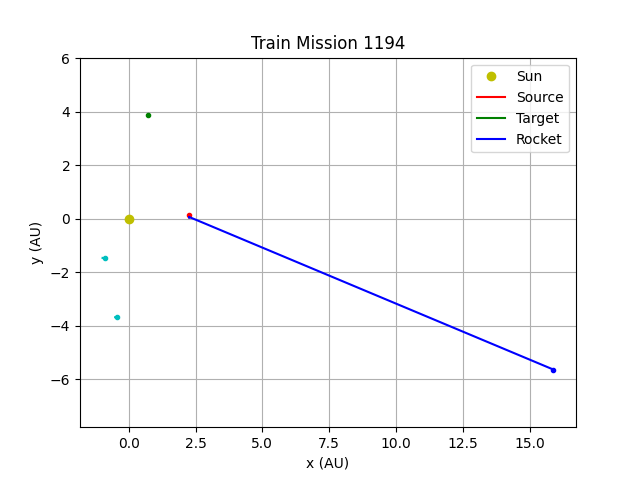 Train Mission 1194
6
4
2
0
−2
−4
−6
y (AU)
0.0
2.5
5.0
7.5
10.0
12.5
15.0
x (AU)
Sun
Source
Target
Rocket